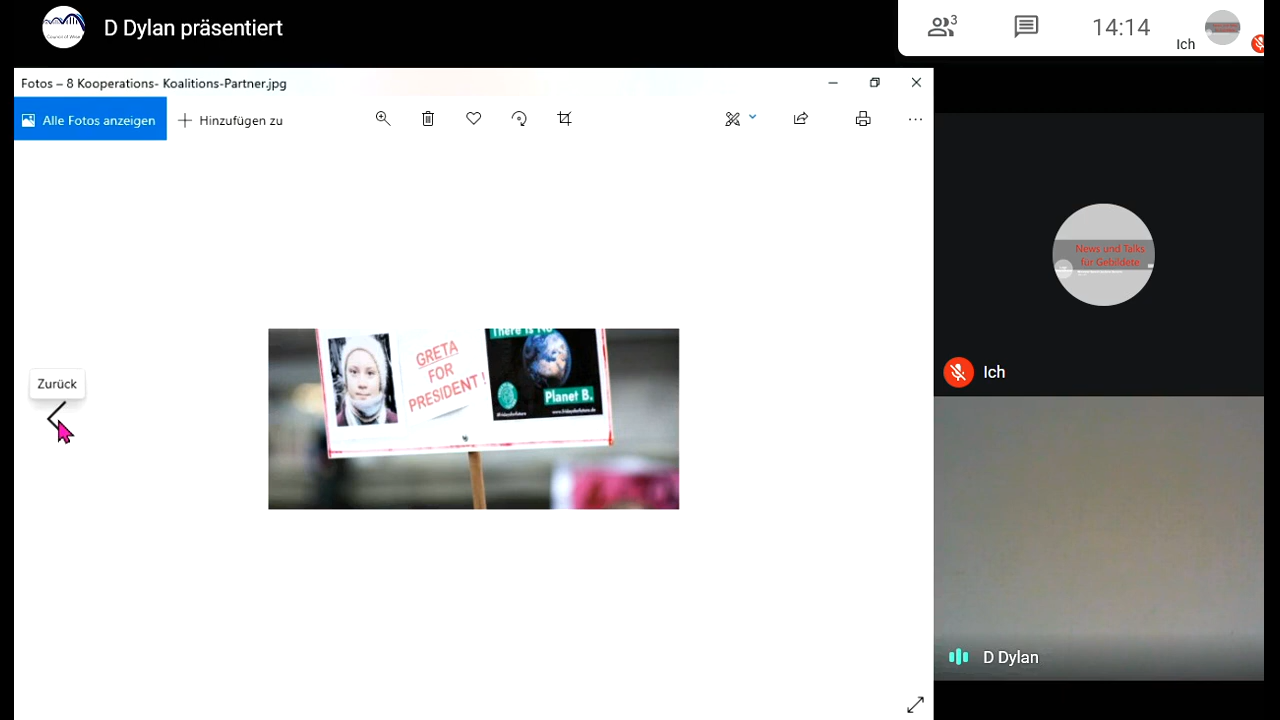 D Dylan präsentiert
3
14:14
Ich
Fotos – 8 Kooperations- Koalitions-Partner.jpg
Alle Fotos anzeigen
Hinzufügen zu
News und Talks
für Gebildete
Ich
Zurück
GRETA
FOR
PRESIDENT !
There is No
Planet B.
D Dylan